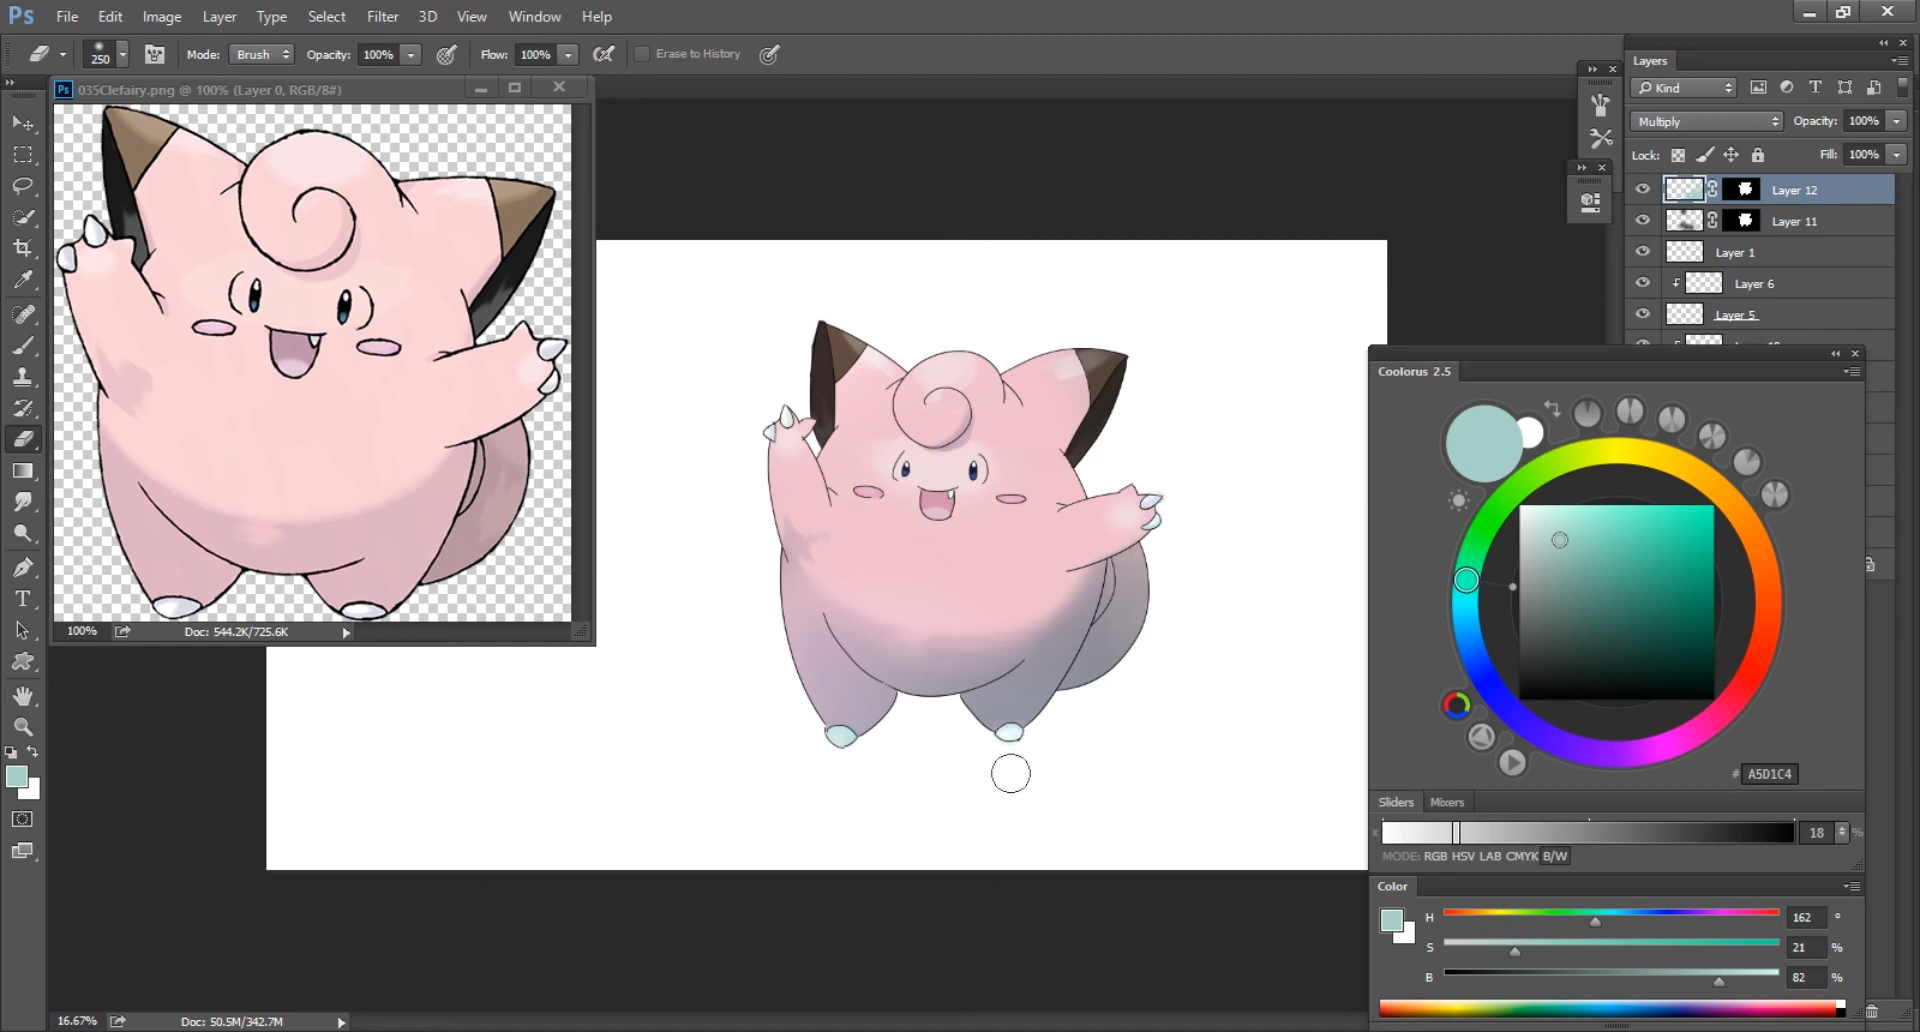 Ps File Edit Image Layer Type Select Filter 3D View Window Help
250 Mode: Brush Opacity: 100% Flow: 100% Erase to History
Ps 035Clefairy.png @ 100% (Layer 0, RGB/8#)
100% Doc: 544.2K/725.6K
Layers
Kind
Multiply Opacity: 100%
Lock: Fill: 100%
Layer 12
Layer 11
Layer 1
Layer 6
Layer 5
Coolorus 2.5
# A5D1C4
Sliders Mixers
K 18 %
MODE: RGB HSV LAB CMYK B/W
Color
H 162 °
S 21 %
B 82 %
16.67% Doc: 50.5M/342.7M